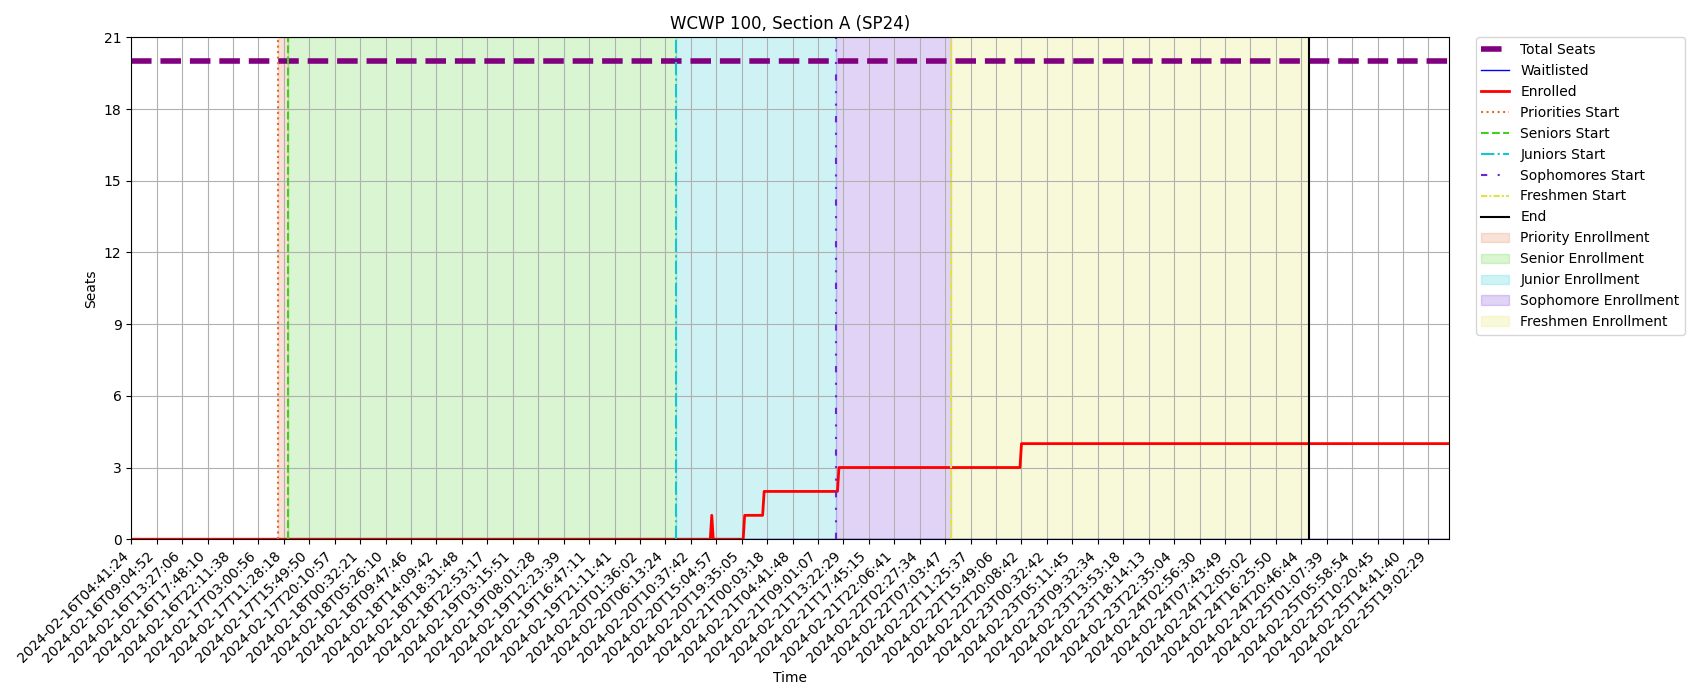 WCWP 100, Section A (SP24)
21
18
15
12
9
6
3
0
Seats
2024-02-16T04:41:24
2024-02-16T09:04:52
2024-02-16T13:27:06
2024-02-16T17:48:10
2024-02-16T22:11:38
2024-02-17T03:00:56
2024-02-17T11:28:18
2024-02-17T15:49:50
2024-02-17T20:10:57
2024-02-18T00:32:21
2024-02-18T05:26:10
2024-02-18T09:47:46
2024-02-18T14:09:42
2024-02-18T18:31:48
2024-02-18T22:53:17
2024-02-19T03:15:51
2024-02-19T08:01:28
2024-02-19T12:23:39
2024-02-19T16:47:11
2024-02-19T21:11:41
2024-02-20T01:36:02
2024-02-20T06:13:24
2024-02-20T10:37:42
2024-02-20T15:04:57
2024-02-20T19:35:05
2024-02-21T00:03:18
2024-02-21T04:41:48
2024-02-21T09:01:07
2024-02-21T13:22:29
2024-02-21T17:45:15
2024-02-21T22:06:41
2024-02-22T02:27:34
2024-02-22T07:03:47
2024-02-22T11:25:37
2024-02-22T15:49:06
2024-02-22T20:08:42
2024-02-23T00:32:42
2024-02-23T05:11:45
2024-02-23T09:32:34
2024-02-23T13:53:18
2024-02-23T18:14:13
2024-02-23T22:35:04
2024-02-24T02:56:30
2024-02-24T07:43:49
2024-02-24T12:05:02
2024-02-24T16:25:50
2024-02-24T20:46:44
2024-02-25T01:07:39
2024-02-25T05:58:54
2024-02-25T10:20:45
2024-02-25T14:41:40
2024-02-25T19:02:29
Time
Total Seats
Waitlisted
Enrolled
Priorities Start
Seniors Start
Juniors Start
Sophomores Start
Freshmen Start
End
Priority Enrollment
Senior Enrollment
Junior Enrollment
Sophomore Enrollment
Freshmen Enrollment